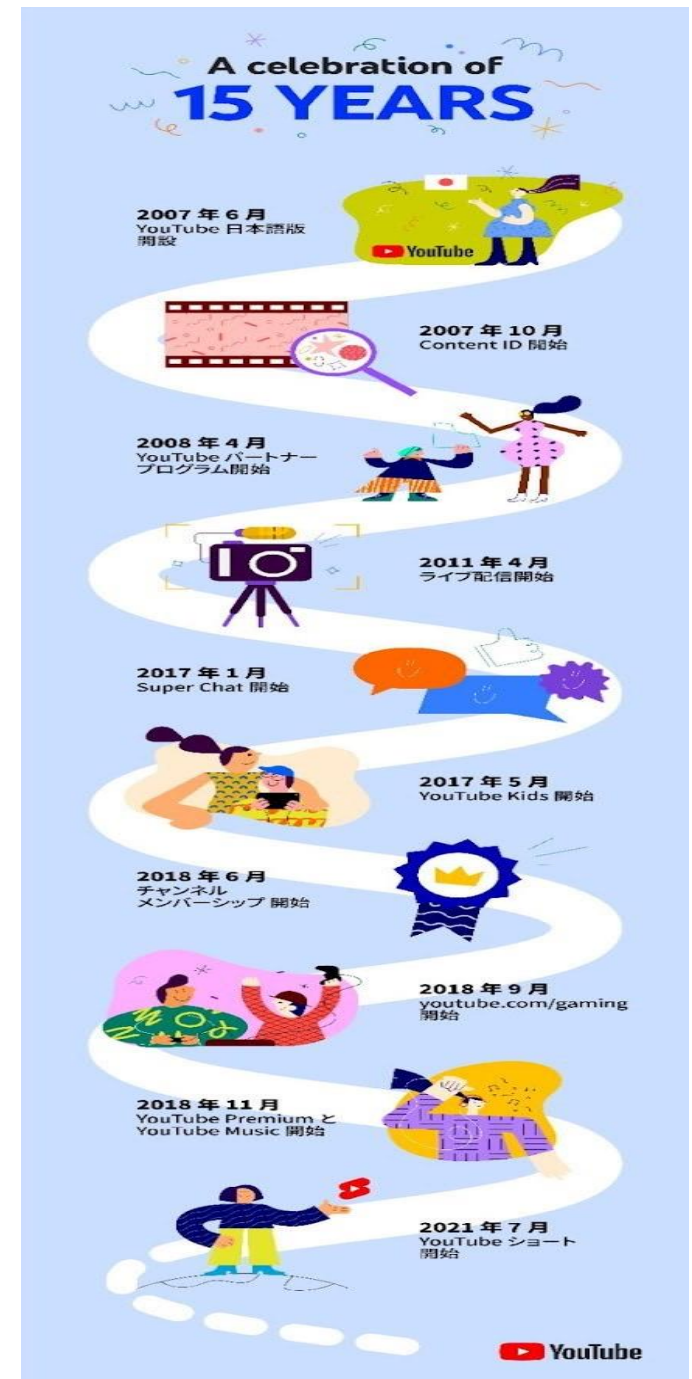 A celebration of
15 YEARS
2007 年 6 月
YouTube 日本語版
開設
YouTube
2007 年 10 月
Content ID 開始
2008 年 4 月
YouTube パートナー
プログラム開始
2011 年 4 月
ライブ配信開始
2017 年 1 月
Super Chat 開始
2017 年 5 月
YouTube Kids 開始
2018 年 6 月
チャンネル
メンバーシップ 開始
2018 年 9 月
youtube.com/gaming
開始
2018 年 11 月
YouTube Premium と
YouTube Music 開始
2021 年 7 月
YouTube ショート
開始
YouTube